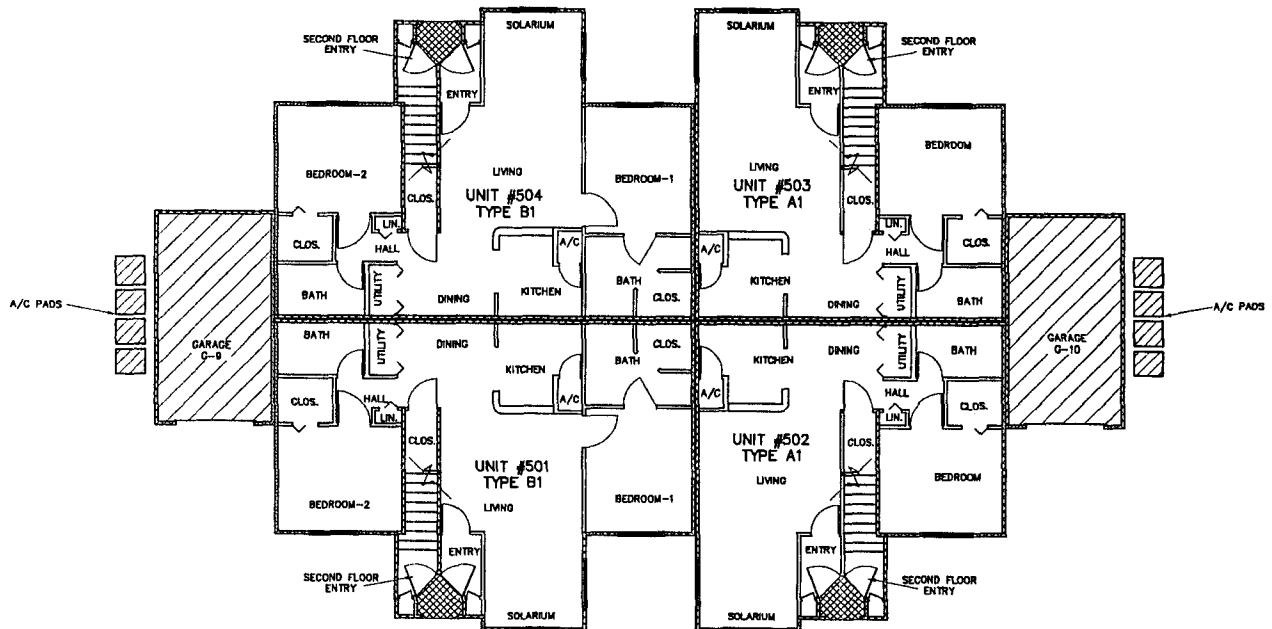 SOLARIUM
SOLARIUM
SECOND FLOOR
ENTRY
SECOND FLOOR
ENTRY
ENTRY
ENTRY
BEDROOM-2
LIVING
UNIT #504
TYPE B1
BEDROOM-1
LIVING
UNIT #503
TYPE A1
BEDROOM
CLOS.
CLOS.
LIN.
LIN.
CLOS.
HALL
A/C
A/C
HALL
CLOS.
BATH
UTILITY
DINING
KITCHEN
BATH
CLOS.
KITCHEN
DINING
UTILITY
BATH
A/C PADS
A/C PADS
GARAGE
G-9
GARAGE
G-10
BATH
UTILITY
DINING
KITCHEN
BATH
CLOS.
KITCHEN
DINING
UTILITY
BATH
CLOS.
HALL
LIN.
A/C
A/C
HALL
LIN.
CLOS.
CLOS.
CLOS.
UNIT #501
TYPE B1
LIVING
UNIT #502
TYPE A1
LIVING
BEDROOM-2
BEDROOM-1
BEDROOM
ENTRY
ENTRY
SECOND FLOOR
ENTRY
SECOND FLOOR
ENTRY
SOLARIUM
SOLARIUM